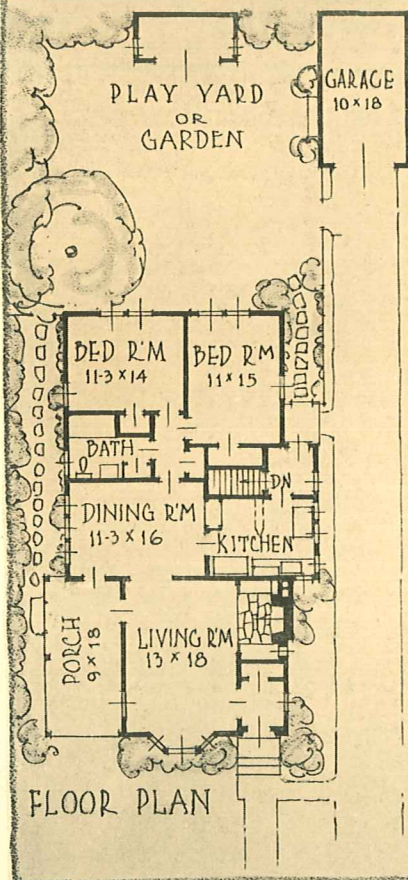 PLAY YARD
OR
GARDEN
GARAGE
10 x 18
BED R'M
11-3 x 14
BED R'M
11 x 15
BATH
DN
DINING R'M
11-3 x 16
KITCHEN
PORCH
9 x 18
LIVING R'M
13 x 18
FLOOR PLAN